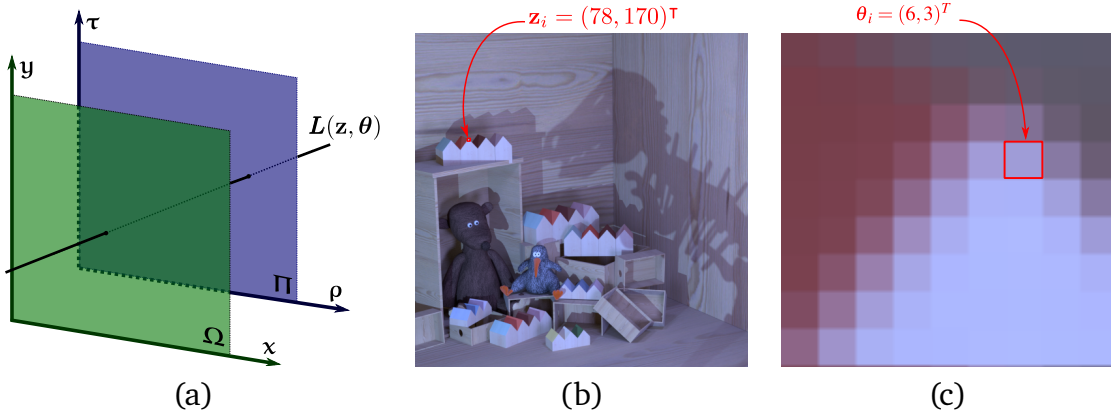 τ
y
L(z, θ)
Π
ρ
Ω
x
(a)
z_i = (78, 170)^⊤
(b)
θ_i = (6, 3)^T
(c)